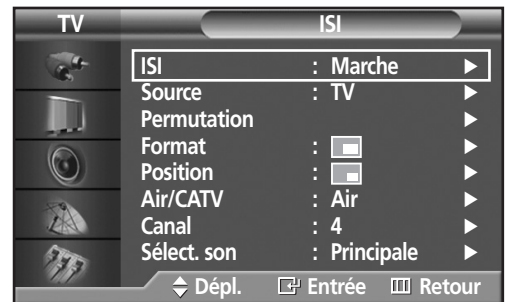 TV ISI
ISI : Marche
Source : TV
Permutation
Format :
Position :
Air/CATV : Air
Canal : 4
Sélect. son : Principale
Dépl. Entrée Retour